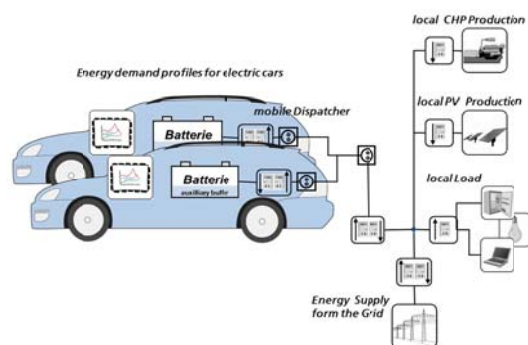 local CHP Production
Energy demand profiles for electric cars
mobile Dispatcher
local PV Production
Batterie
Batterie
auxiliary buffer
local Load
Energy Supply
form the Grid